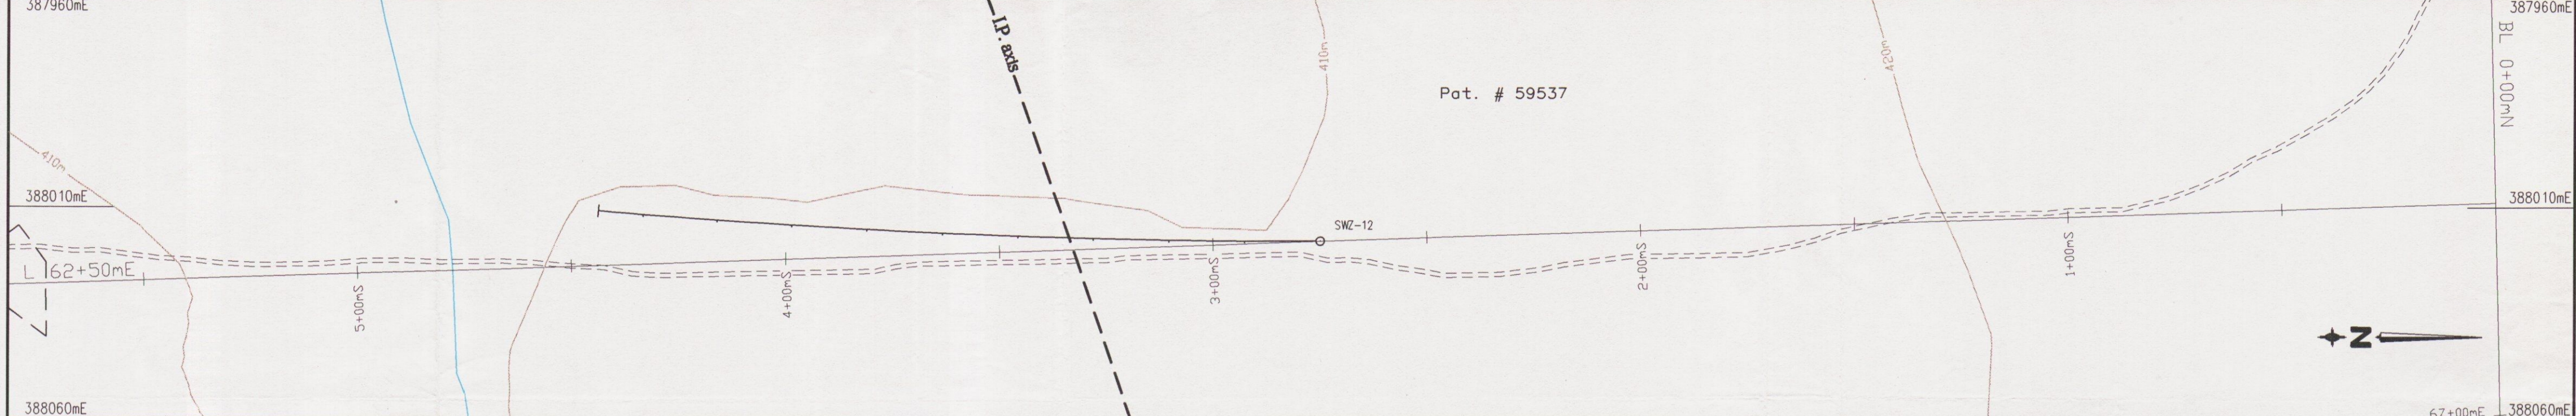 387960mE
387960mE
I.P. axis
410m
A20m
BL 0+00mN
Pat. # 59537
410m
388010mE
388010mE
SWZ-12
L 62+50mE
5+00mS
4+00mS
3+00mS
2+00mS
1+00mS
N
388060mE
67+00mE
388060mE